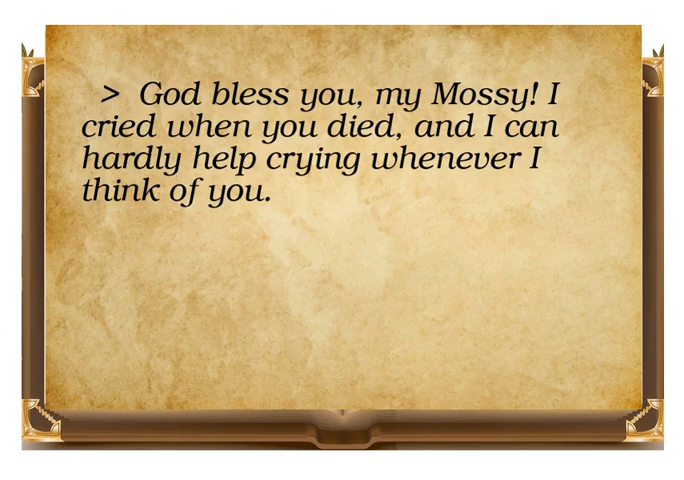 > God bless you, my Mossy! I
cried when you died, and I can
hardly help crying whenever I
think of you.